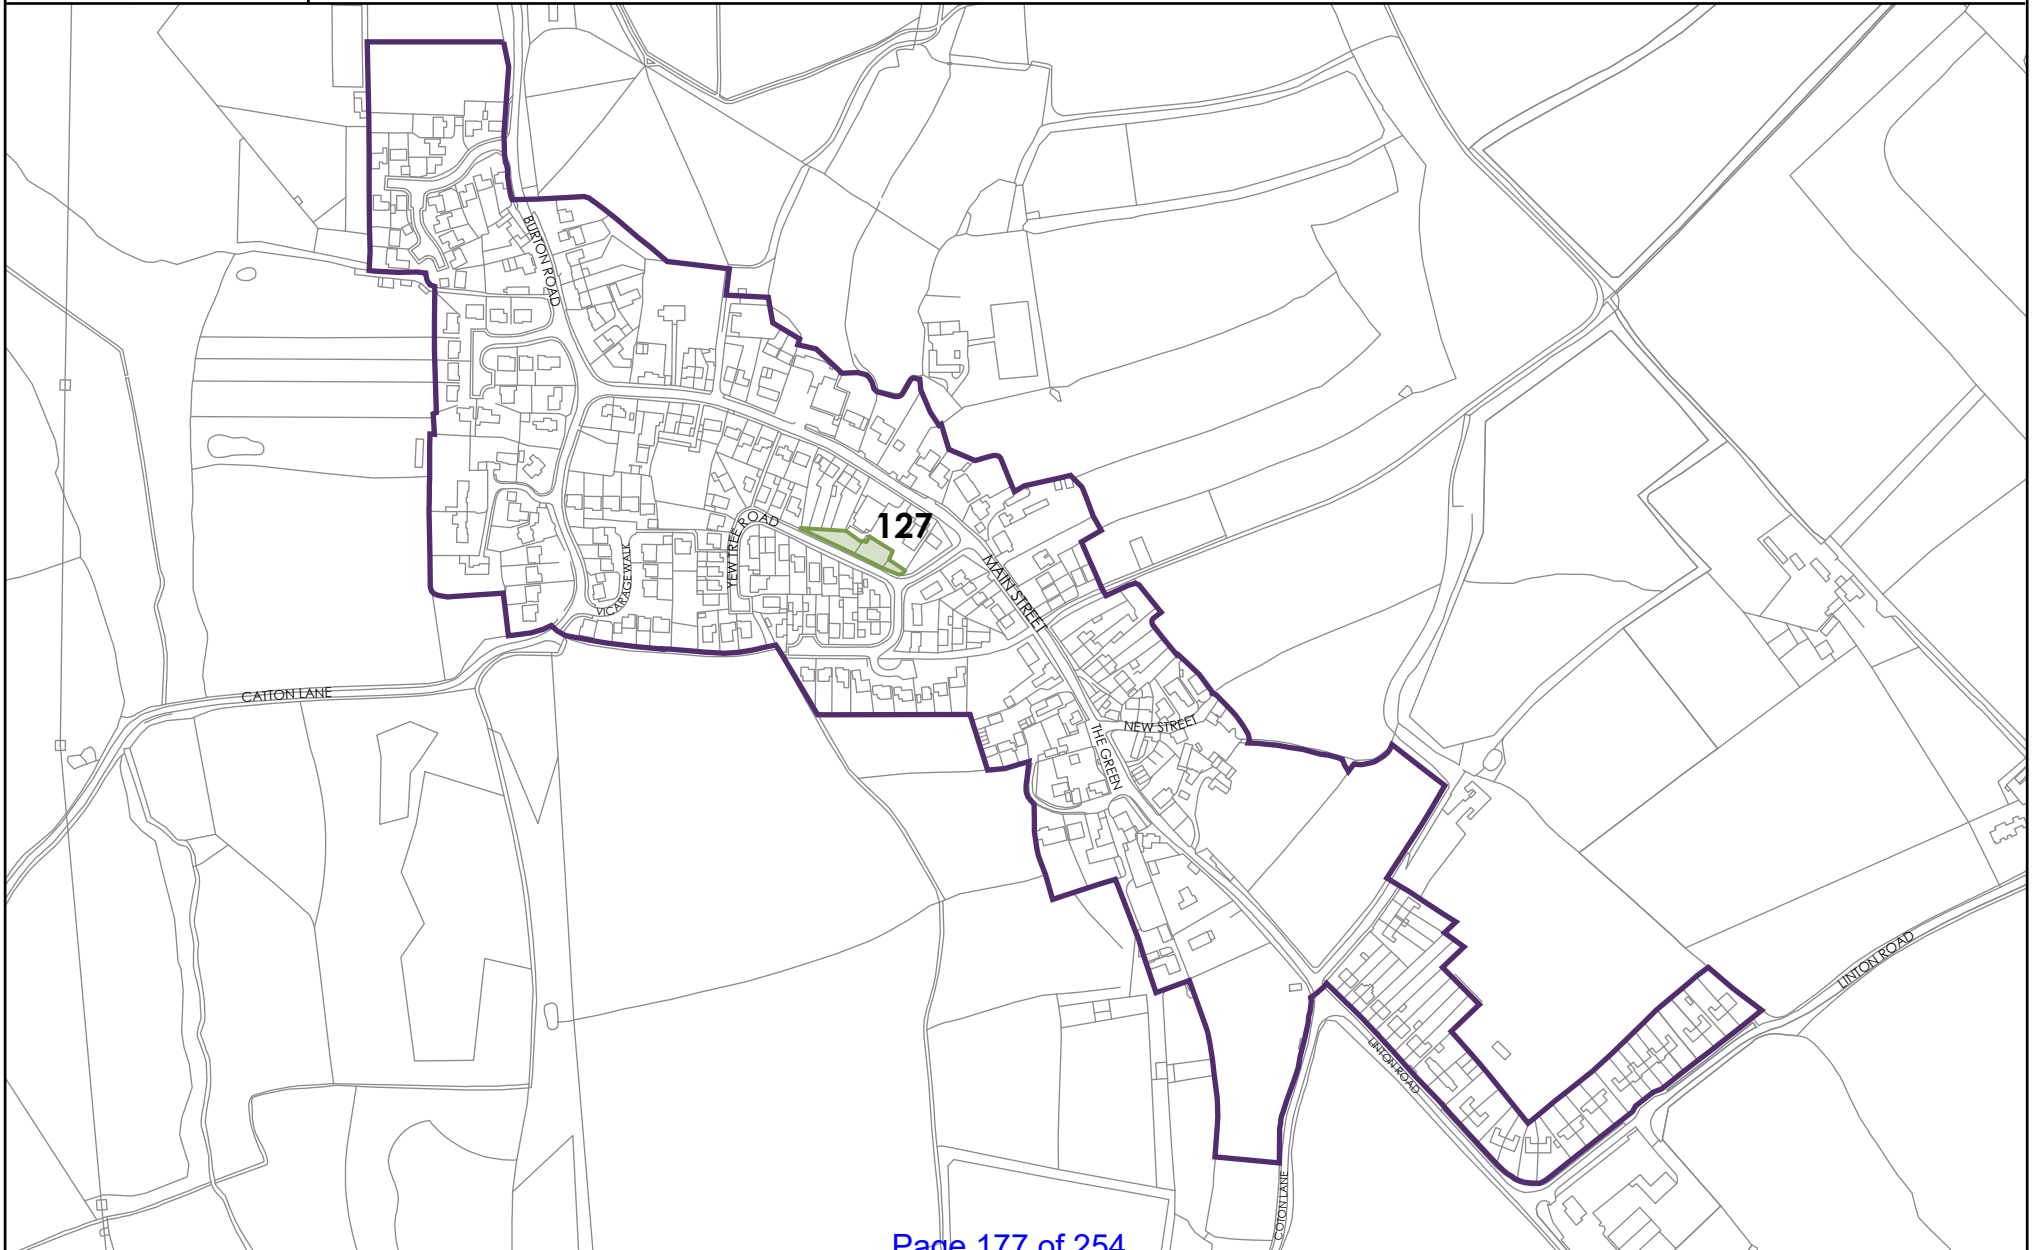 BURTON ROAD
127
YEW TREE ROAD
VICARAGE WALK
MAIN STREET
CATTON LANE
NEW STREET
THE GREEN
LINTON ROAD
LINTON ROAD
COTON LANE
Page 177 of 254